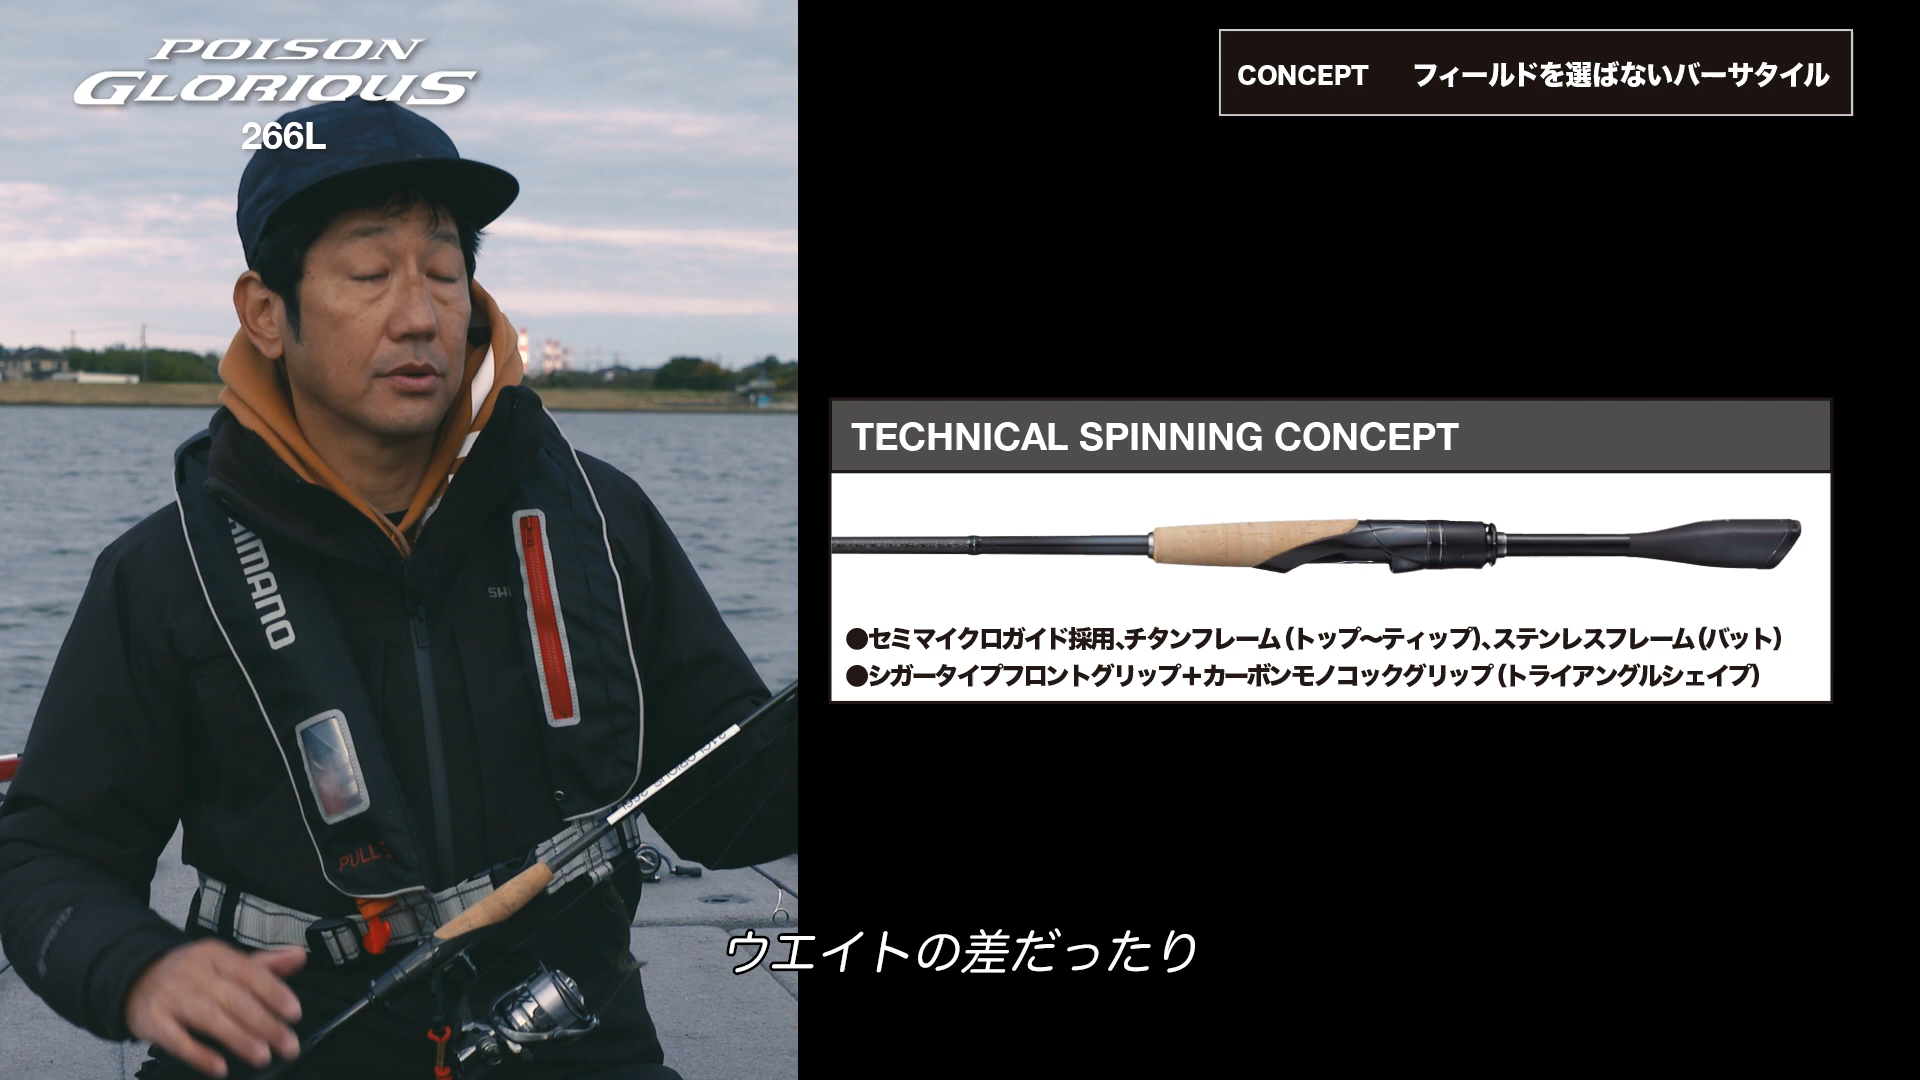 POISON
GLORIOUS
266L
CONCEPT フィールドを選ばないバーサタイル
TECHNICAL SPINNING CONCEPT
●セミマイクロガイド採用、チタンフレーム（トップ～ティップ）、ステンレスフレーム（バット）
●シガータイプフロントグリップ＋カーボンモノコックグリップ（トライアングルシェイプ）
SHIMANO
PULL
ウエイトの差だったり